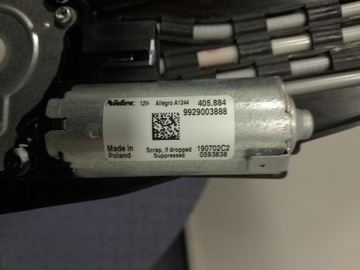 Nidec 12V- Allegro A1244 405.884
9929003888
Made in Poland
Scrap, if dropped 190702C2
Suppressed 0593838